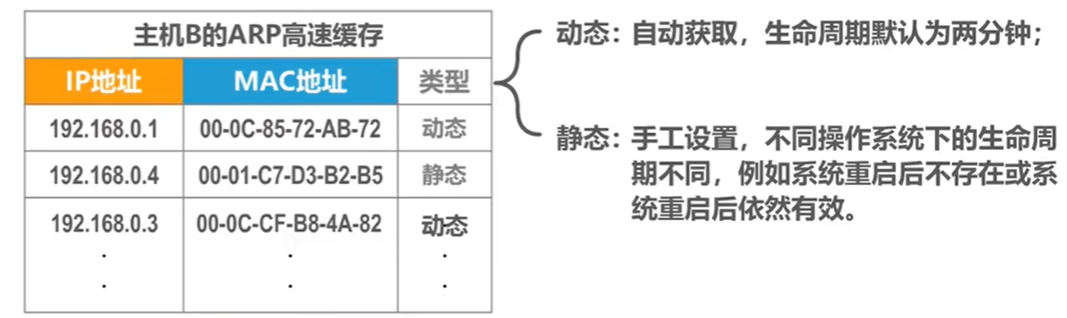 主机B的ARP高速缓存
IP地址 MAC地址 类型
192.168.0.1 00-0C-85-72-AB-72 动态
192.168.0.4 00-01-C7-D3-B2-B5 静态
192.168.0.3 00-0C-CF-B8-4A-82 动态
. . .
. . .
动态：自动获取，生命周期默认为两分钟；
静态：手工设置，不同操作系统下的生命周
期不同，例如系统重启后不存在或系
统重启后依然有效。